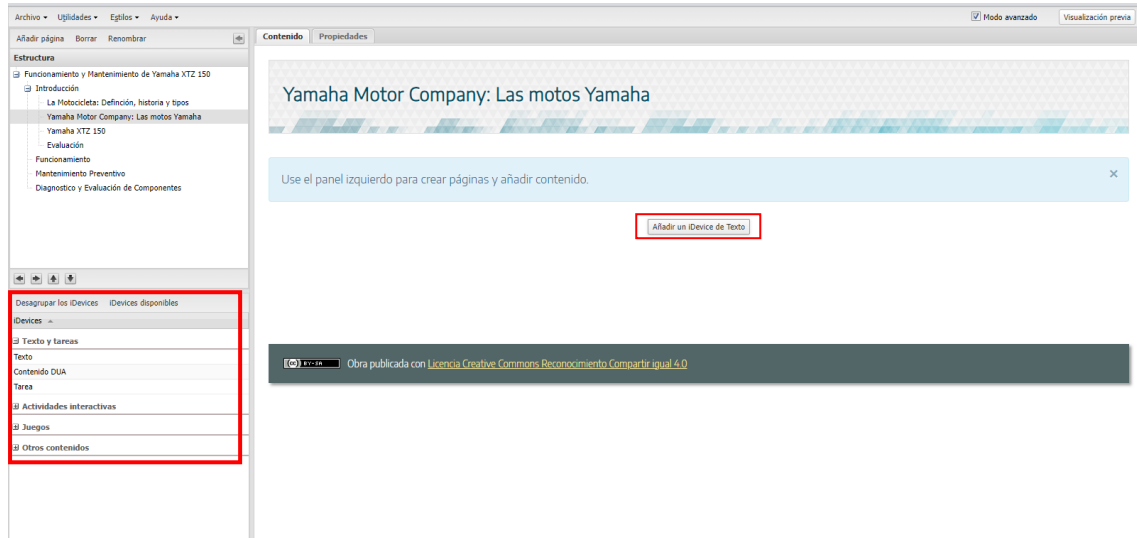 Archivo Utilidades Estilos Ayuda
Modo avanzado Visualización previa
Añadir página Borrar Renombrar
Contenido Propiedades
Estructura
Funcionamiento y Mantenimiento de Yamaha XTZ 150
Introducción
La Motocicleta: Definción, historia y tipos
Yamaha Motor Company: Las motos Yamaha
Yamaha XTZ 150
Evaluación
Funcionamiento
Mantenimiento Preventivo
Diagnostico y Evaluación de Componentes
Yamaha Motor Company: Las motos Yamaha
Use el panel izquierdo para crear páginas y añadir contenido.
×
Añadir un iDevice de Texto
Desagrupar los iDevices iDevices disponibles
iDevices
Texto y tareas
Texto
Contenido DUA
Tarea
Actividades interactivas
Juegos
Otros contenidos
(cc) BY-SA Obra publicada con Licencia Creative Commons Reconocimiento Compartir igual 4.0